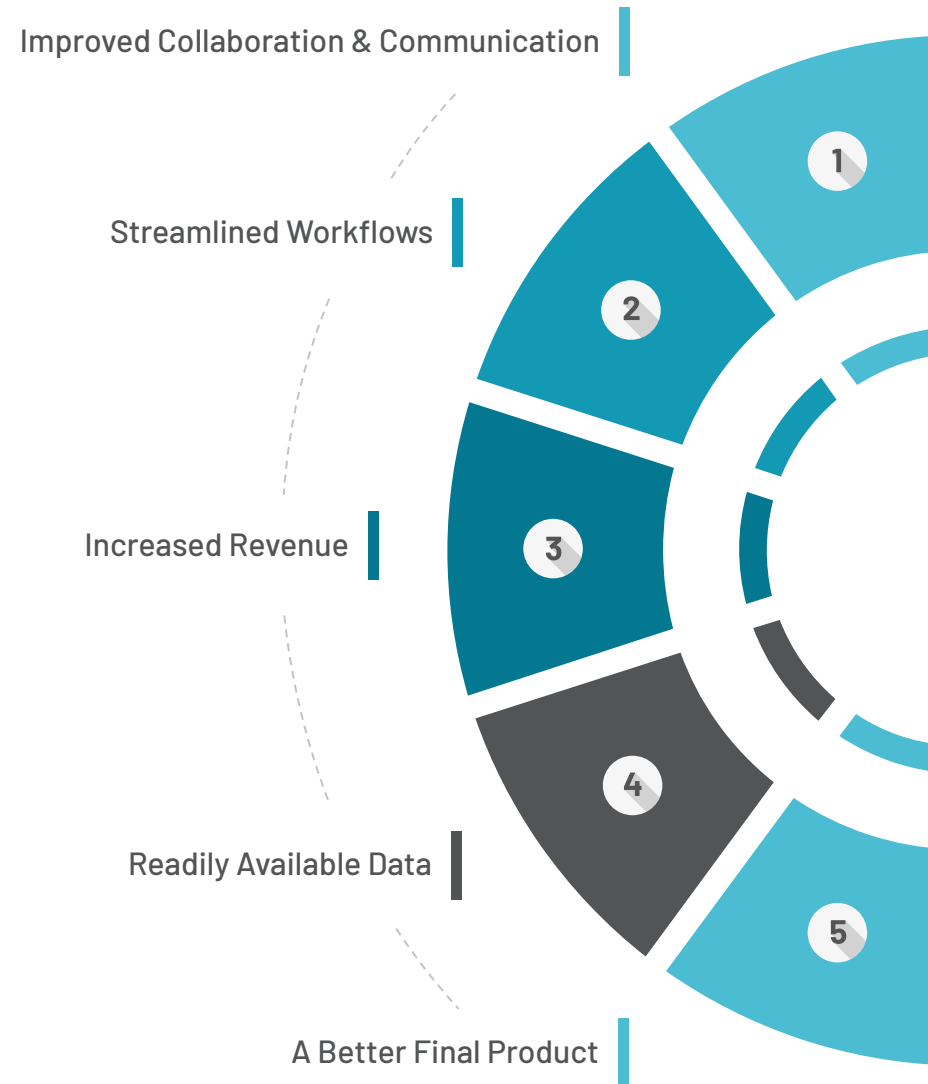 Improved Collaboration & Communication
1
Streamlined Workflows
2
Increased Revenue
3
Readily Available Data
4
A Better Final Product
5